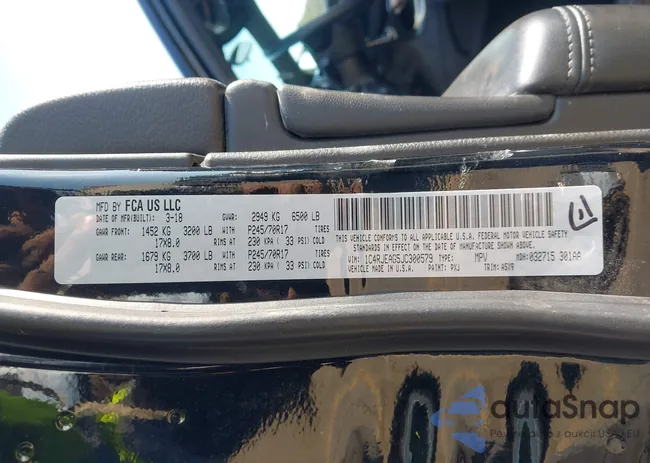 MFD BY FCA US LLC
DATE OF MFR(BUILT): 3-18 GVWR: 2949 KG 6500 LB
GAWR FRONT: 1452 KG 3200 LB P245/70R17 TIRES
WITH
17X8.0 RIMS AT 230 KPA 33 PSI COLD
GAWR REAR: 1679 KG 3700 LB P245/70R17 TIRES
WITH
17X8.0 RIMS AT 230 KPA 33 PSI COLD
THIS VEHICLE CONFORMS TO ALL APPLICABLE U.S.A. FEDERAL MOTOR VEHICLE SAFETY
STANDARDS IN EFFECT ON THE DATE OF MANUFACTURE SHOWN ABOVE.
VIN: 1C4RJEAG5JC300579 TYPE: MPV MDH: 032715 301AA
VEHICLE MADE IN U.S.A. PAINT: PXJ TRIM: A5X9
autoSnap